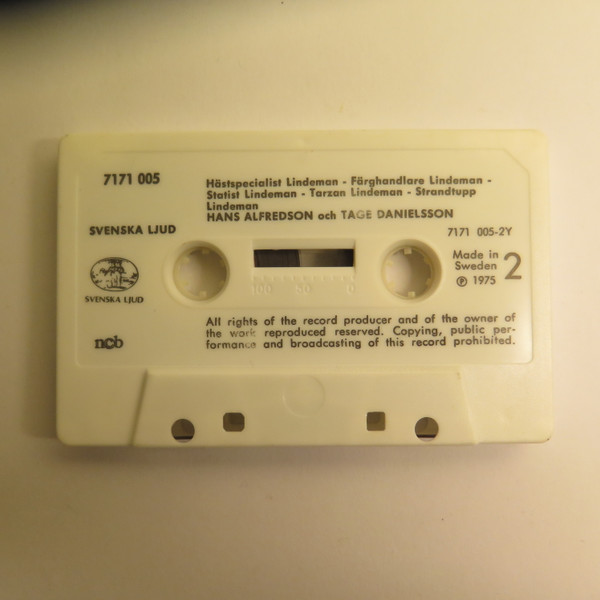 7171 005
Hästspecialist Lindeman - Färghandlare Lindeman -
Statist Lindeman - Tarzan Lindeman - Strandtupp
Lindeman
HANS ALFREDSON och TAGE DANIELSSON
SVENSKA LJUD
7171 005-2Y
Made in
Sweden
℗ 1975
2
SVENSKA LJUD
100 50 0
ncb
All rights of the record producer and of the owner of
the work reproduced reserved. Copying, public per-
formance and broadcasting of this record prohibited.